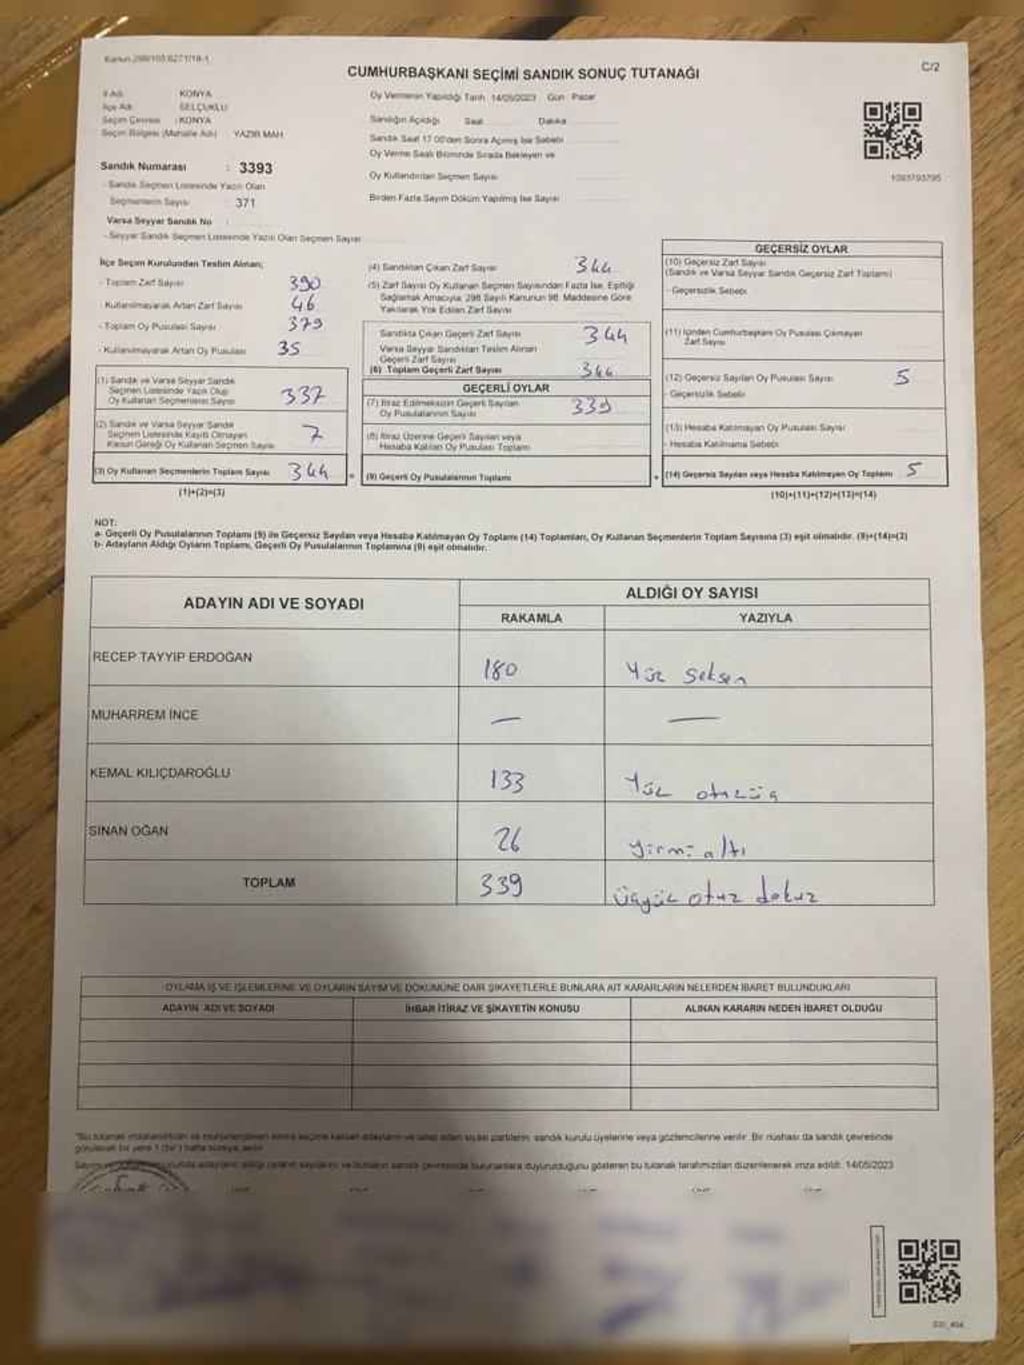 Kanun 298/105 6271/19-1
C/2
CUMHURBAŞKANI SEÇİMİ SANDIK SONUÇ TUTANAĞI
İl Adı : KONYA
İlçe Adı : SELÇUKLU
Seçim Çevresi : KONYA
Seçim Bölgesi (Mahalle Adı) YAZIR MAH
Sandık Numarası : 3393
- Sandık Seçmen Listesinde Yazılı Olan
Seçmenlerin Sayısı : 371
Varsa Seyyar Sandık No :
- Seyyar Sandık Seçmen Listesinde Yazılı Olan Seçmen Sayısı
Oy Vermenin Yapıldığı Tarih 14/05/2023 Gün Pazar
Sandığın Açıldığı Saat Dakika
Sandık Saat 17.00'den Sonra Açılmış İse Sebebi
Oy Verme Saati Bitiminde Sırada Bekleyen ve
Oy Kullandırılan Seçmen Sayısı
Birden Fazla Sayım Döküm Yapılmış İse Sayısı
1093793795
İlçe Seçim Kurulundan Teslim Alınan;
- Toplam Zarf Sayısı 390
- Kullanılmayarak Artan Zarf Sayısı 46
- Toplam Oy Pusulası Sayısı 379
- Kullanılmayarak Artan Oy Pusulası 35
(1) Sandık ve Varsa Seyyar Sandık
Seçmen Listesinde Yazılı Olup
Oy Kullanan Seçmenlerin Sayısı 337
(2) Sandık ve Varsa Seyyar Sandık
Seçmen Listesinde Kayıtlı Olmayan
Kanun Gereği Oy Kullanan Seçmen Sayısı 7
(3) Oy Kullanan Seçmenlerin Toplam Sayısı 344 =
(1)+(2)=(3)
(4) Sandıktan Çıkan Zarf Sayısı 344
(5) Zarf Sayısı Oy Kullanan Seçmen Sayısından Fazla İse, Eşitliği
Sağlamak Amacıyla, 298 Sayılı Kanunun 98. Maddesine Göre
Yakılarak Yok Edilen Zarf Sayısı
Sandıkta Çıkan Geçerli Zarf Sayısı 344
Varsa Seyyar Sandıktan Teslim Alınan
Geçerli Zarf Sayısı
(6) Toplam Geçerli Zarf Sayısı 344
GEÇERLİ OYLAR
(7) İtiraz Edilmeksizin Geçerli Sayılan
Oy Pusulalarının Sayısı 339
(8) İtiraz Üzerine Geçerli Sayılan veya
Hesaba Katılan Oy Pusulası Toplamı
(9) Geçerli Oy Pusulalarının Toplamı +
GEÇERSİZ OYLAR
(10) Geçersiz Zarf Sayısı
(Sandık ve Varsa Seyyar Sandık Geçersiz Zarf Toplamı)
- Geçersizlik Sebebi
(11) İçinden Cumhurbaşkanı Oy Pusulası Çıkmayan
Zarf Sayısı
(12) Geçersiz Sayılan Oy Pusulası Sayısı 5
- Geçersizlik Sebebi
(13) Hesaba Katılmayan Oy Pusulası Sayısı
- Hesaba Katılmama Sebebi
(14) Geçersiz Sayılan veya Hesaba Katılmayan Oy Toplamı 5
(10)+(11)+(12)+(13)=(14)
NOT:
a- Geçerli Oy Pusulalarının Toplamı (9) ile Geçersiz Sayılan veya Hesaba Katılmayan Oy Toplamı (14) Toplamları, Oy Kullanan Seçmenlerin Toplam Sayısına (3) eşit olmalıdır. (9)+(14)=(3)
b- Adayların Aldığı Oyların Toplamı, Geçerli Oy Pusulalarının Toplamına (9) eşit olmalıdır.
ADAYIN ADI VE SOYADI
ALDIĞI OY SAYISI
RAKAMLA YAZIYLA
RECEP TAYYİP ERDOĞAN 180 Yüz Seksen
MUHARREM İNCE — —
KEMAL KILIÇDAROĞLU 133 Yüz otuzüç
SİNAN OĞAN 26 yirmi altı
TOPLAM 339 üçyüz otuz dokuz
OYLAMA İŞ VE İŞLEMLERİNE VE OYLARIN SAYIM VE DÖKÜMÜNE DAİR ŞİKAYETLERLE BUNLARA AİT KARARLARIN NELERDEN İBARET BULUNDUKLARI
ADAYIN ADI VE SOYADI İHBAR İTİRAZ VE ŞİKAYETİN KONUSU ALINAN KARARIN NEDEN İBARET OLDUĞU
sandık kurulu üyelerine veya gözlemcilerine verilir. Bir nüshası da sandık çevresinde
bu tutanak tarafımızdan düzenlenerek imza edildi. 14/05/2023